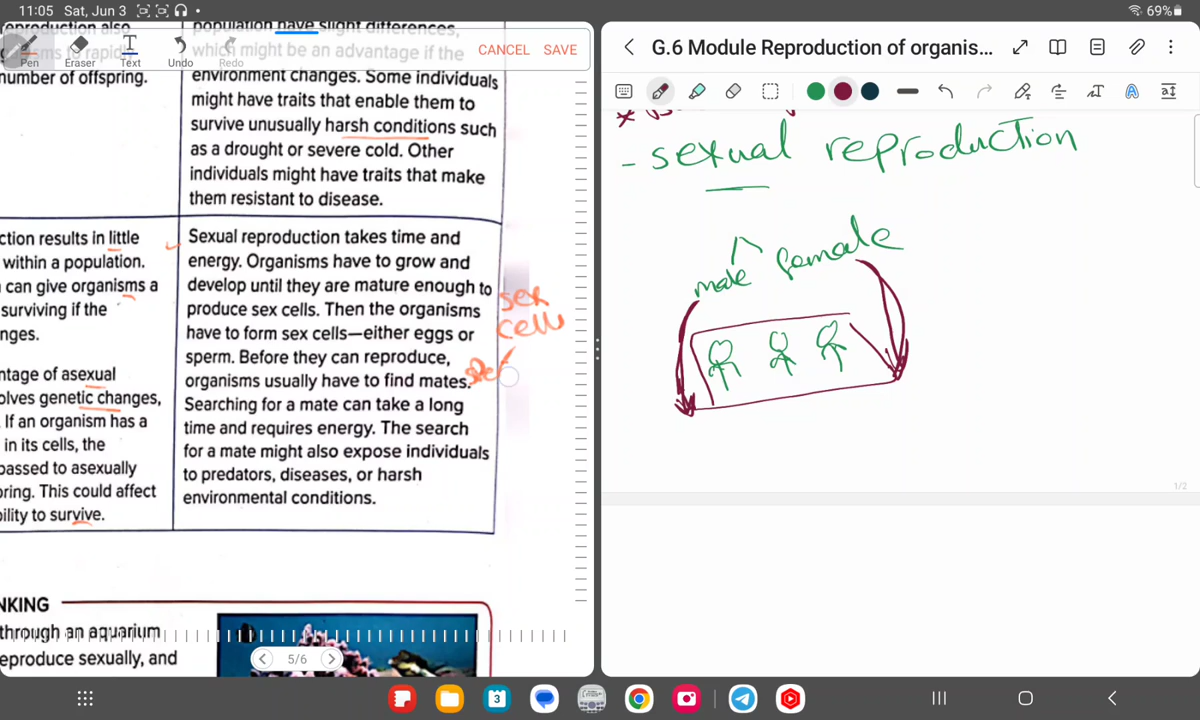 11:05 Sat, Jun 3
69%
eproduction also
isms to rapidly
number of offspring.
population have slight differences,
which might be an advantage if the
environment changes. Some individuals
might have traits that enable them to
survive unusually harsh conditions such
as a drought or severe cold. Other
individuals might have traits that make
them resistant to disease.
Pen
Eraser
Text
Undo
Redo
CANCEL SAVE
ction results in little
within a population.
can give organisms a
surviving if the
nges.
ntage of asexual
olves genetic changes,
If an organism has a
in its cells, the
passed to asexually
oring. This could affect
bility to survive.
Sexual reproduction takes time and
energy. Organisms have to grow and
develop until they are mature enough to
produce sex cells. Then the organisms
have to form sex cells—either eggs or
sperm. Before they can reproduce,
organisms usually have to find mates.
Searching for a mate can take a long
time and requires energy. The search
for a mate might also expose individuals
to predators, diseases, or harsh
environmental conditions.
sex
cells
NKING
through an aquarium
eproduce sexually, and
5/6
G.6 Module Reproduction of organis...
- sexual reproduction
male female
1/2
3